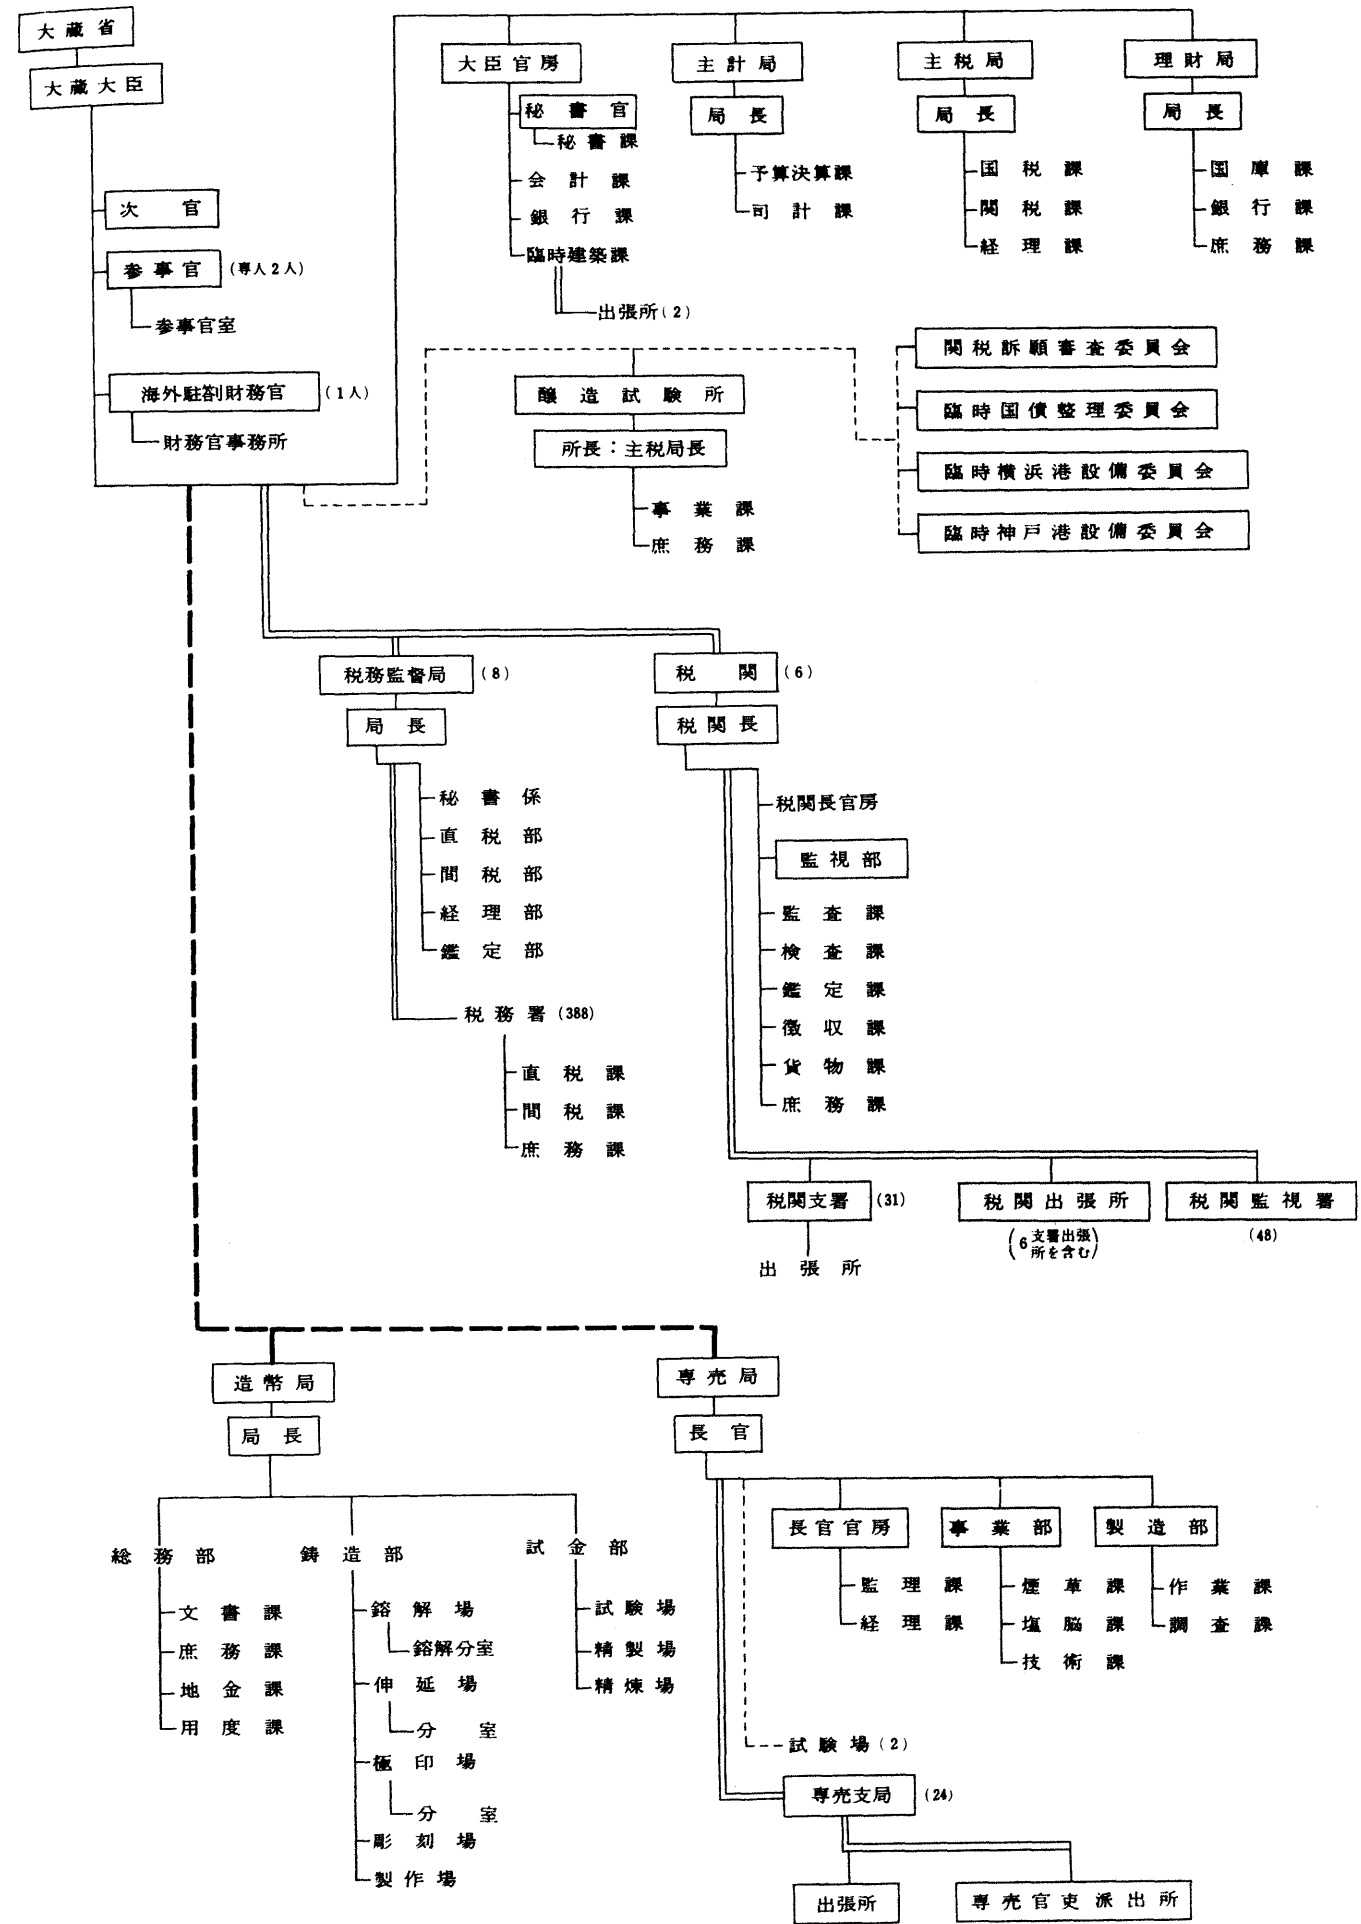 大蔵省
大蔵大臣
次官
参事官 (専人2人)
参事官室
海外駐劄財務官 (1人)
財務官事務所
大臣官房
秘書官
秘書課
会計課
銀行課
臨時建築課
出張所(2)
主計局
局長
予算決算課
司計課
主税局
局長
国税課
関税課
経理課
理財局
局長
国庫課
銀行課
庶務課
醸造試験所
所長：主税局長
事業課
庶務課
関税訴願審査委員会
臨時国債整理委員会
臨時横浜港設備委員会
臨時神戸港設備委員会
税務監督局 (8)
局長
秘書係
直税部
間税部
経理部
鑑定部
税務署 (388)
直税課
間税課
庶務課
税関 (6)
税関長
税関長官房
監視部
監査課
検査課
鑑定課
徴収課
貨物課
庶務課
税関支署 (31)
出張所
税関出張所
(6支署出張
所を含む)
税関監視署
(48)
造幣局
局長
総務部
文書課
庶務課
地金課
用度課
鋳造部
鎔解場
鎔解分室
伸延場
分室
極印場
分室
彫刻場
製作場
試金部
試験場
精製場
精煉場
専売局
長官
長官官房
監理課
経理課
事業部
煙草課
塩脳課
技術課
製造部
作業課
調査課
試験場(2)
専売支局 (24)
出張所
専売官吏派出所